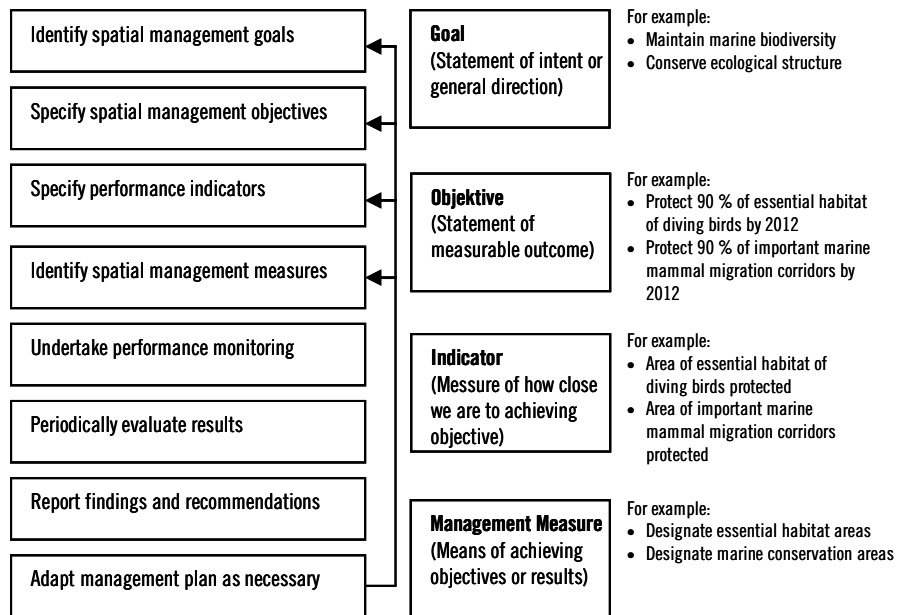 Identify spatial management goals
Specify spatial management objectives
Specify performance indicators
Identify spatial management measures
Undertake performance monitoring
Periodically evaluate results
Report findings and recommendations
Adapt management plan as necessary
Goal
(Statement of intent or
general direction)
For example:
• Maintain marine biodiversity
• Conserve ecological structure
Objektive
(Statement of
measurable outcome)
For example:
• Protect 90 % of essential habitat
of diving birds by 2012
• Protect 90 % of important marine
mammal migration corridors by
2012
Indicator
(Messure of how close
we are to achieving
objective)
For example:
• Area of essential habitat of
diving birds protected
• Area of important marine
mammal migration corridors
protected
Management Measure
(Means of achieving
objectives or results)
For example:
• Designate essential habitat areas
• Designate marine conservation areas